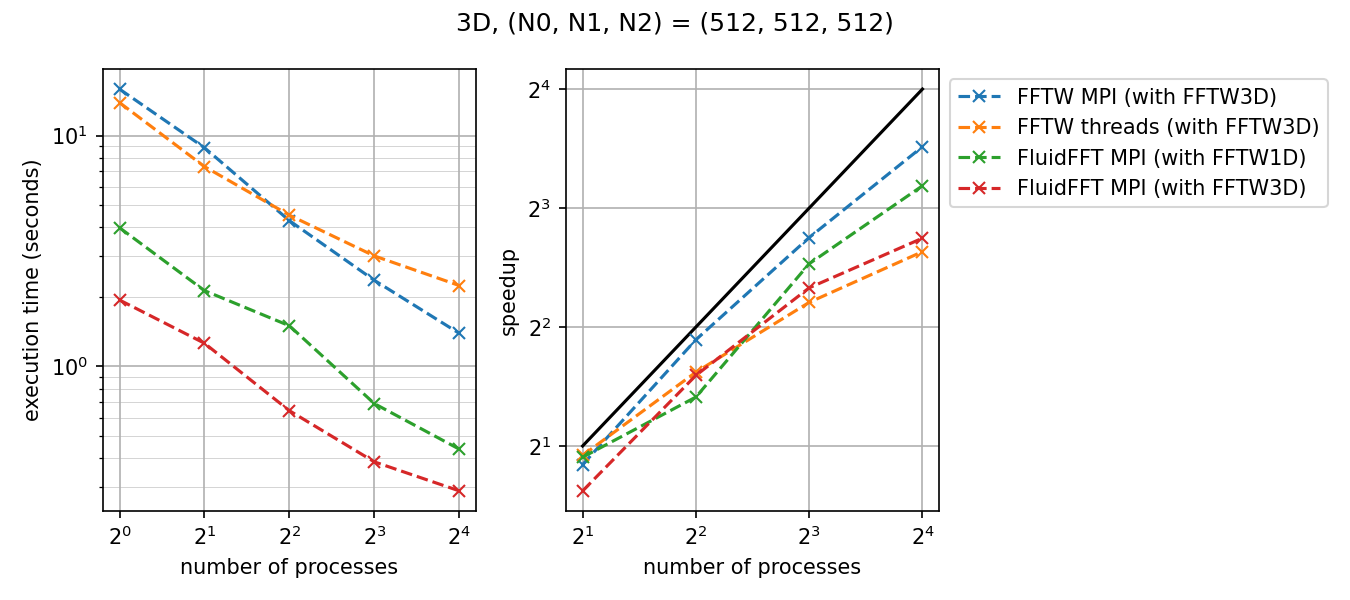 3D, (N0, N1, N2) = (512, 512, 512)
execution time (seconds)
10¹
10⁰
2⁰ 2¹ 2² 2³ 2⁴
number of processes
speedup
2⁴
2³
2²
2¹
2¹ 2² 2³ 2⁴
number of processes
FFTW MPI (with FFTW3D)
FFTW threads (with FFTW3D)
FluidFFT MPI (with FFTW1D)
FluidFFT MPI (with FFTW3D)